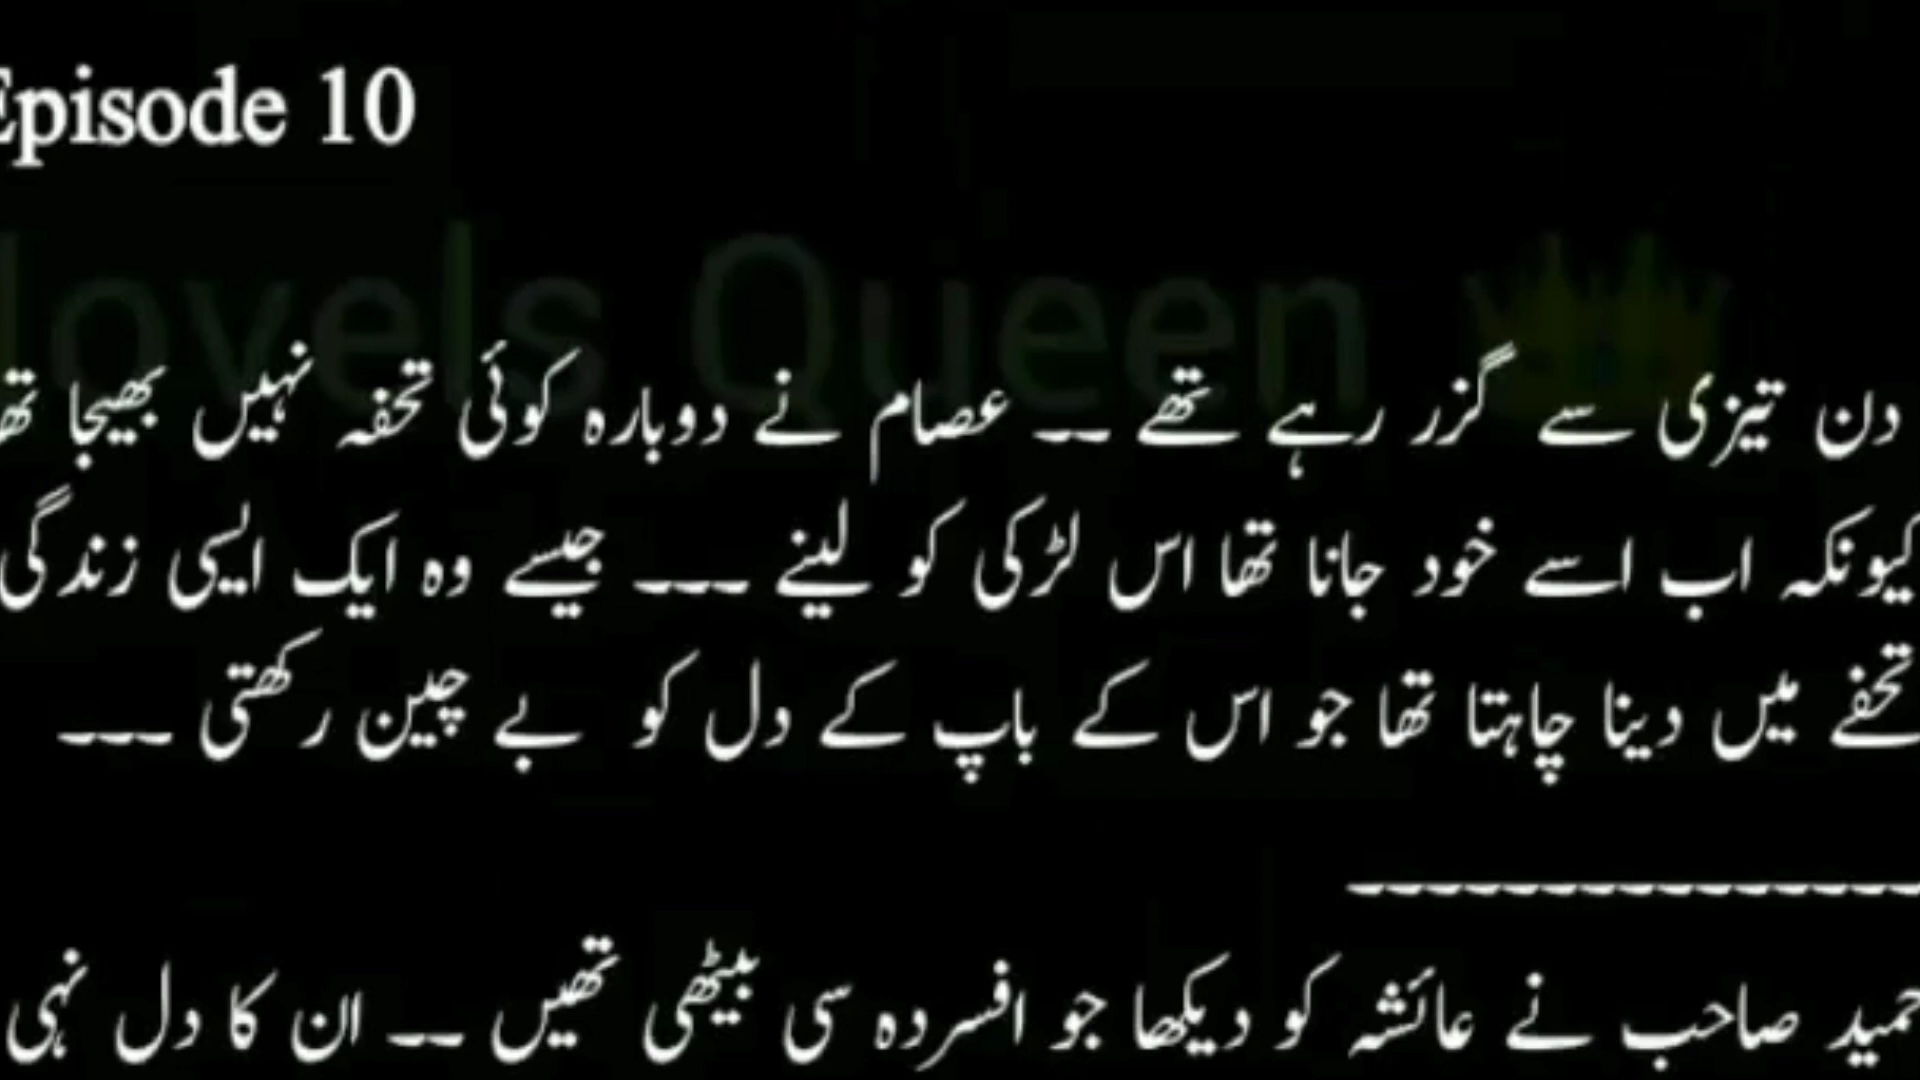 Episode 10
Novels Queen
دن تیزی سے گزر رہے تھے -- عصام نے دوبارہ کوئی تحفہ نہیں بھیجا تھ
کیونکہ اب اسے خود جانا تھا اس لڑکی کو لینے --- جیسے وہ ایک ایسی زندگی
تحفے میں دینا چاہتا تھا جو اس کے باپ کے دل کو بے چین رکھتی ---
----------------
حمید صاحب نے عائشہ کو دیکھا جو افسردہ سی بیٹھی تھیں -- ان کا دل نہی